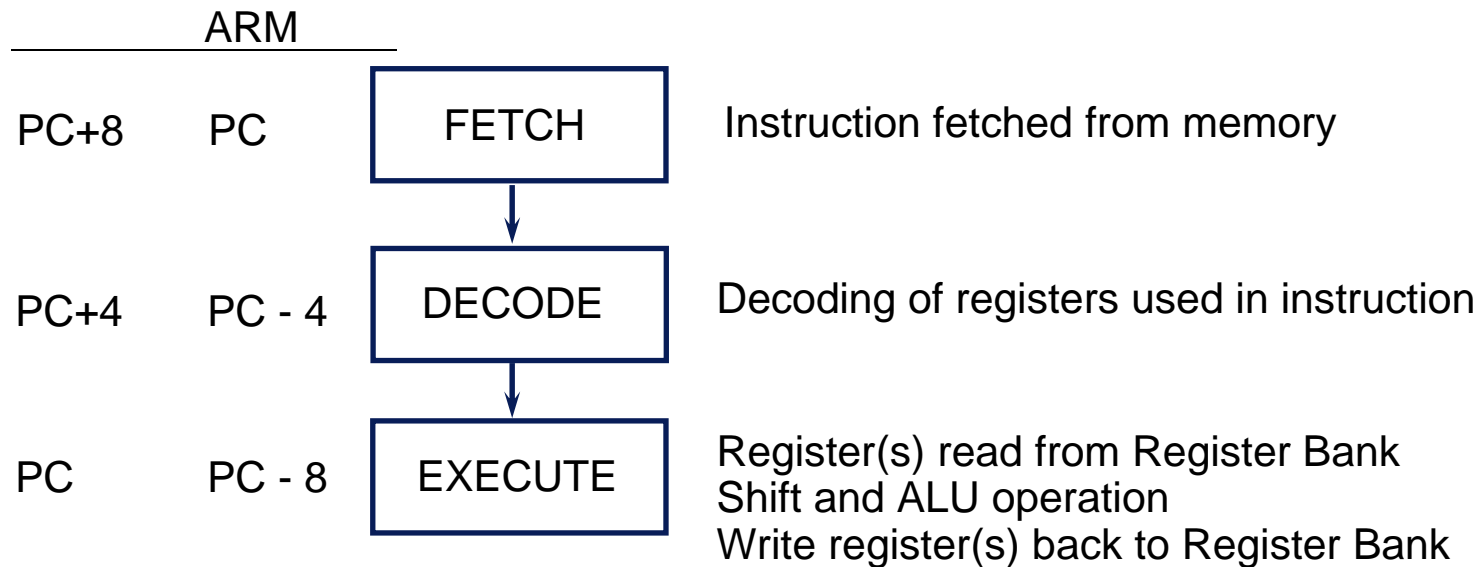 ARM
PC+8 PC FETCH Instruction fetched from memory
PC+4 PC - 4 DECODE Decoding of registers used in instruction
PC PC - 8 EXECUTE Register(s) read from Register Bank
Shift and ALU operation
Write register(s) back to Register Bank